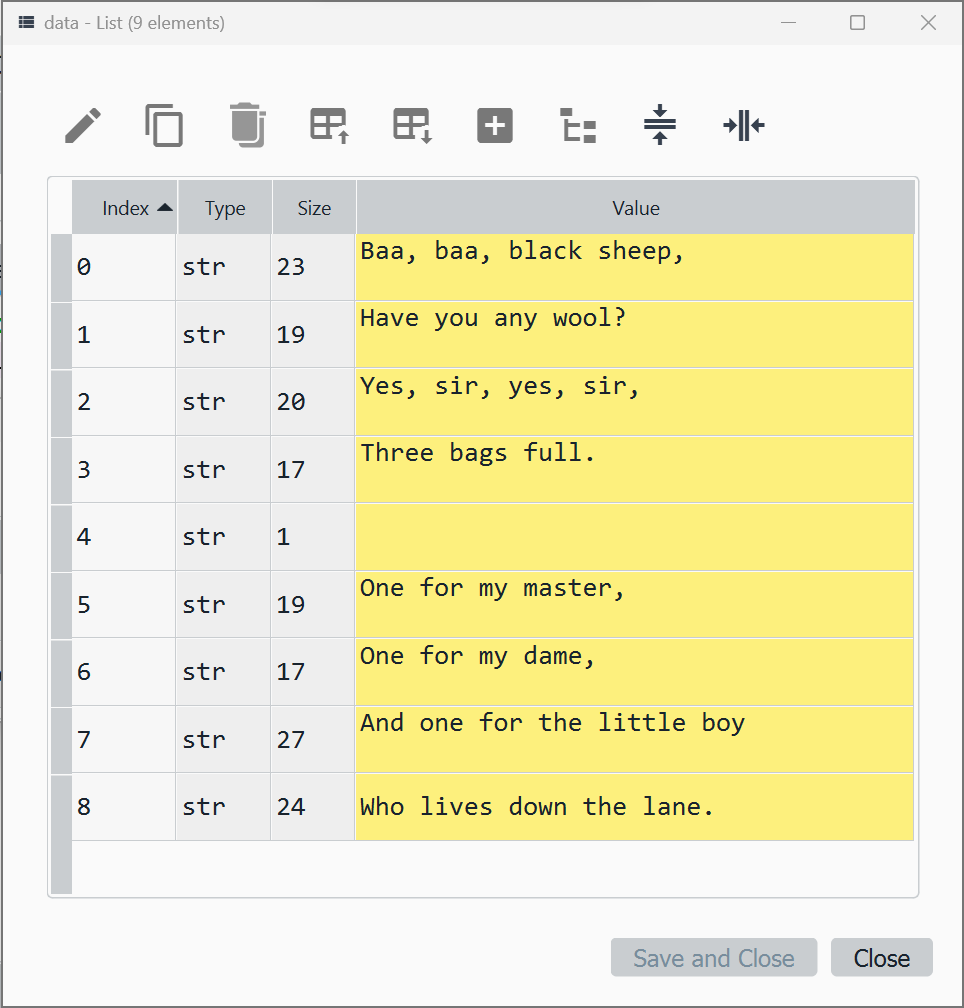 data - List (9 elements)
Index Type Size Value
0 str 23 Baa, baa, black sheep,
1 str 19 Have you any wool?
2 str 20 Yes, sir, yes, sir,
3 str 17 Three bags full.
4 str 1
5 str 19 One for my master,
6 str 17 One for my dame,
7 str 27 And one for the little boy
8 str 24 Who lives down the lane.
Save and Close Close